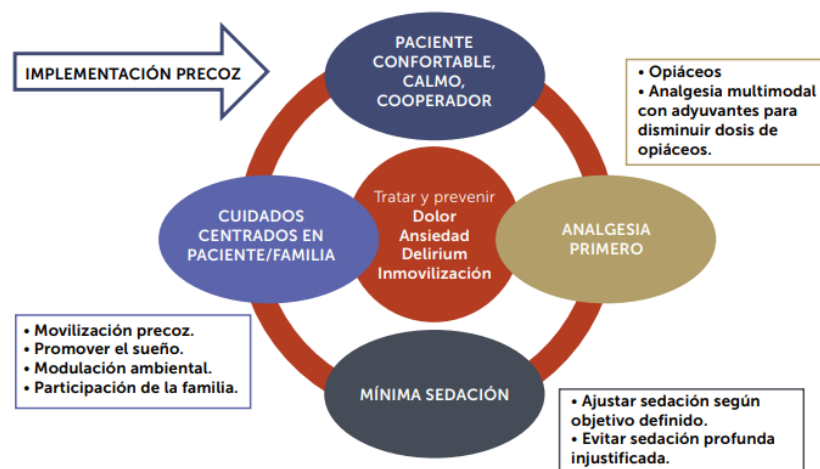 IMPLEMENTACIÓN PRECOZ
PACIENTE
CONFORTABLE,
CALMO,
COOPERADOR
• Opiáceos
• Analgesia multimodal
con adyuvantes para
disminuir dosis de
opiáceos.
Tratar y prevenir
Dolor
Ansiedad
Delirium
Inmovilización
CUIDADOS
CENTRADOS EN
PACIENTE/FAMILIA
ANALGESIA
PRIMERO
• Movilización precoz.
• Promover el sueño.
• Modulación ambiental.
• Participación de la familia.
MÍNIMA SEDACIÓN
• Ajustar sedación según
objetivo definido.
• Evitar sedación profunda
injustificada.